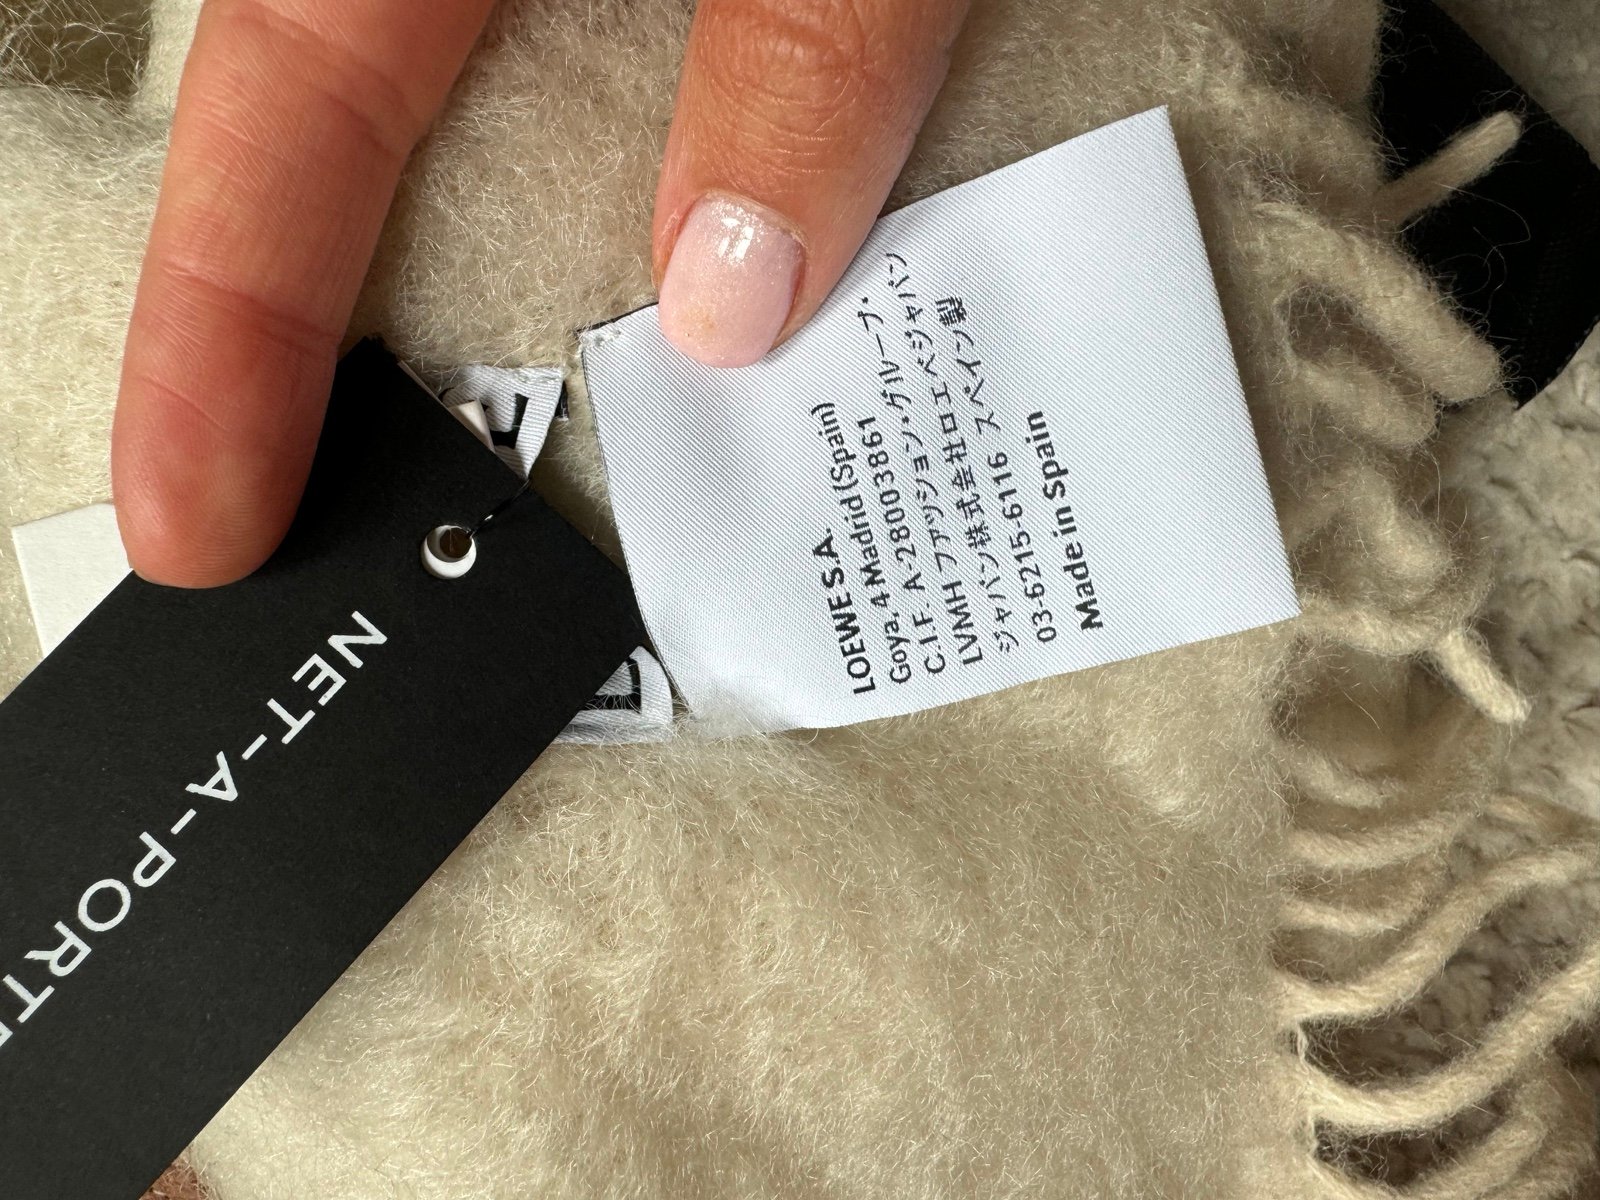 LOEWE S.A.
Goya, 4 Madrid (Spain)
C.I.F. A-28003861
LVMH ファッション・グループ・
ジャパン株式会社 ロエベジャパン
03-6215-6116 スペイン製
Made in Spain
NET-A-PORTE